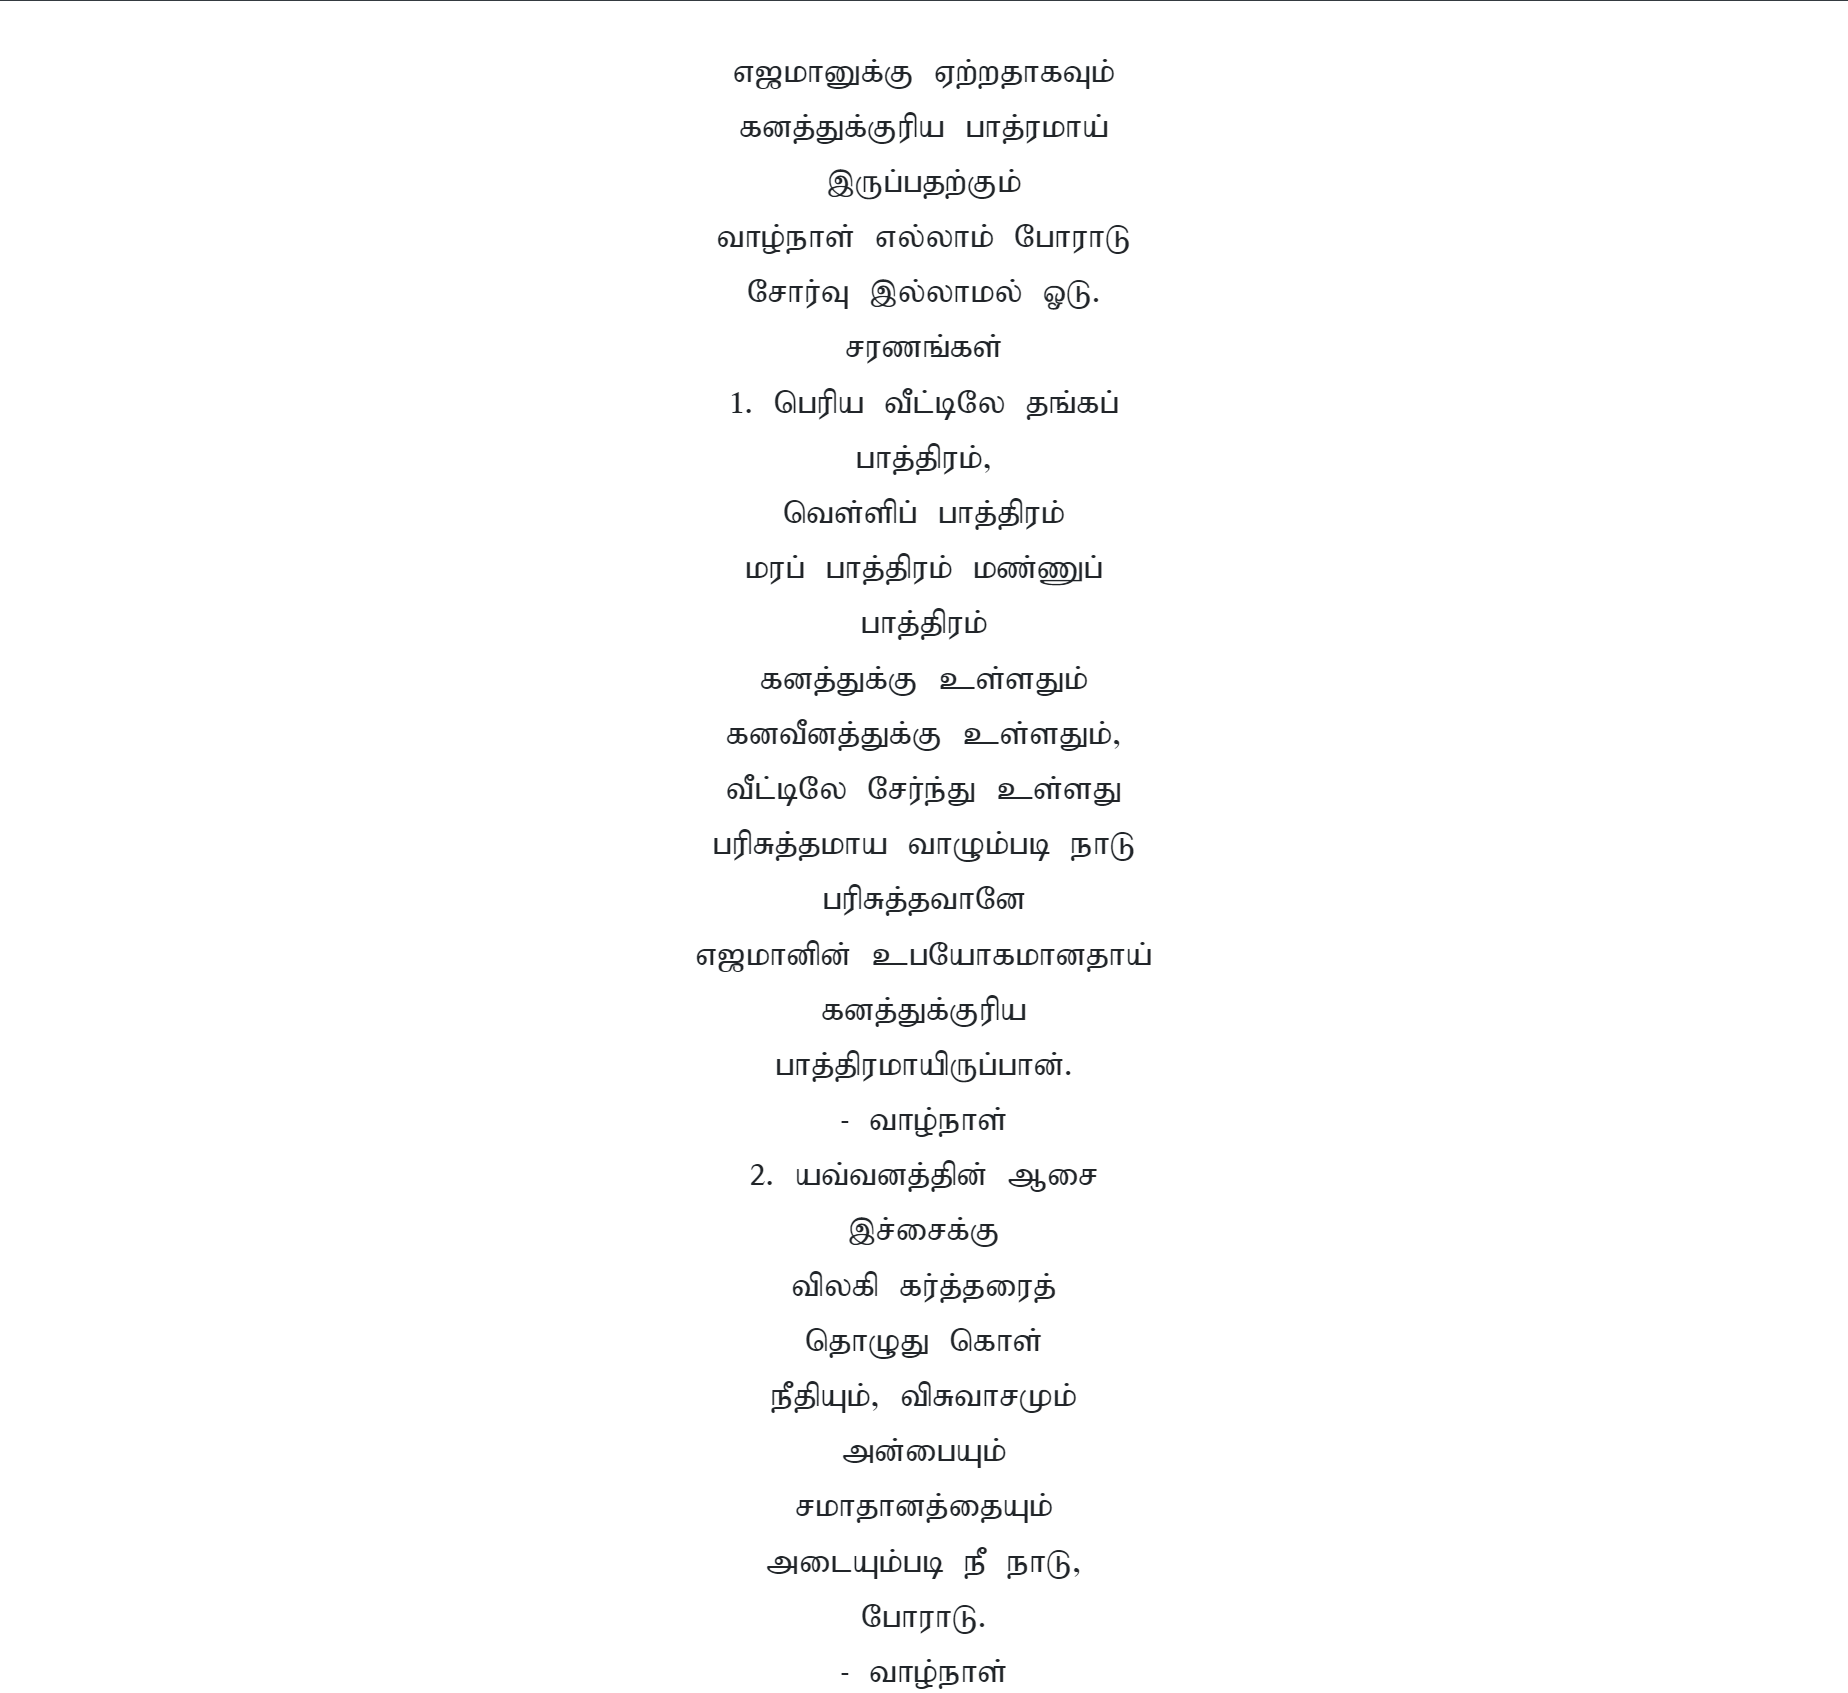 எஜமானுக்கு ஏற்றதாகவும்
கனத்துக்குரிய பாத்ரமாய்
இருப்பதற்கும்
வாழ்நாள் எல்லாம் போராடு
சோர்வு இல்லாமல் ஓடு.
சரணங்கள்
1. பெரிய வீட்டிலே தங்கப்
பாத்திரம்,
வெள்ளிப் பாத்திரம்
மரப் பாத்திரம் மண்ணுப்
பாத்திரம்
கனத்துக்கு உள்ளதும்
கனவீனத்துக்கு உள்ளதும்,
வீட்டிலே சேர்ந்து உள்ளது
பரிசுத்தமாய வாழும்படி நாடு
பரிசுத்தவானே
எஜமானின் உபயோகமானதாய்
கனத்துக்குரிய
பாத்திரமாயிருப்பான்.
- வாழ்நாள்
2. யவ்வனத்தின் ஆசை
இச்சைக்கு
விலகி கர்த்தரைத்
தொழுது கொள்
நீதியும், விசுவாசமும்
அன்பையும்
சமாதானத்தையும்
அடையும்படி நீ நாடு,
போராடு.
- வாழ்நாள்